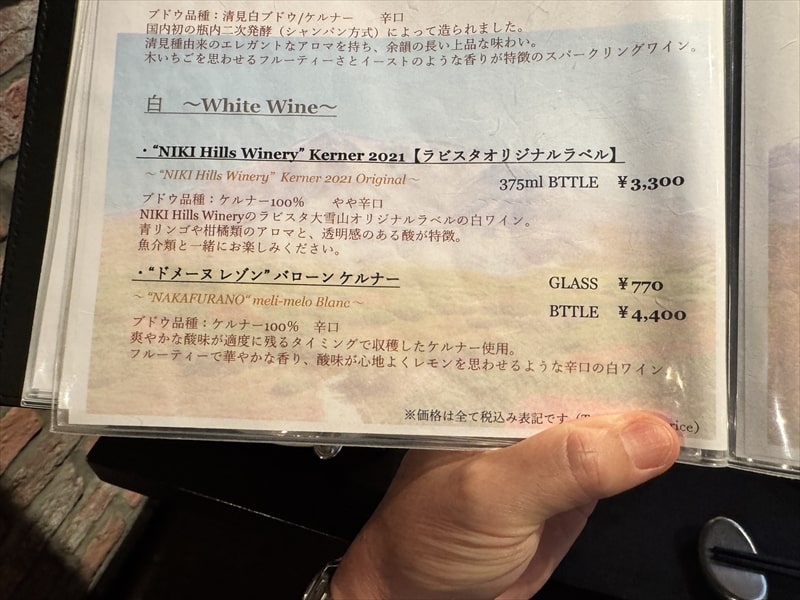 ブドウ品種：清見白ブドウ/ケルナー　　辛口
国内初の瓶内二次発酵（シャンパン方式）によって造られました。
清見種由来のエレガントなアロマを持ち、余韻の長い上品な味わい。
木いちごを思わせるフルーティーさとイーストのような香りが特徴のスパークリングワイン。
白　～White Wine～
・“NIKI Hills Winery” Kerner 2021【ラビスタオリジナルラベル】
～“NIKI Hills Winery” Kerner 2021 Original～　375ml BTTLE　¥3,300
ブドウ品種：ケルナー100％　　やや辛口
NIKI Hills Wineryのラビスタ大雪山オリジナルラベルの白ワイン。
青リンゴや柑橘類のアロマと、透明感のある酸が特徴。
魚介類と一緒にお楽しみください。
・“ドメーヌ レゾン” バローン ケルナー　GLASS　¥770
～“NAKAFURANO“ meli-melo Blanc～　BTTLE　¥4,400
ブドウ品種：ケルナー100％　辛口
爽やかな酸味が適度に残るタイミングで収穫したケルナー使用。
フルーティーで華やかな香り、酸味が心地よくレモンを思わせるような辛口の白ワイン
※価格は全て税込み表記です